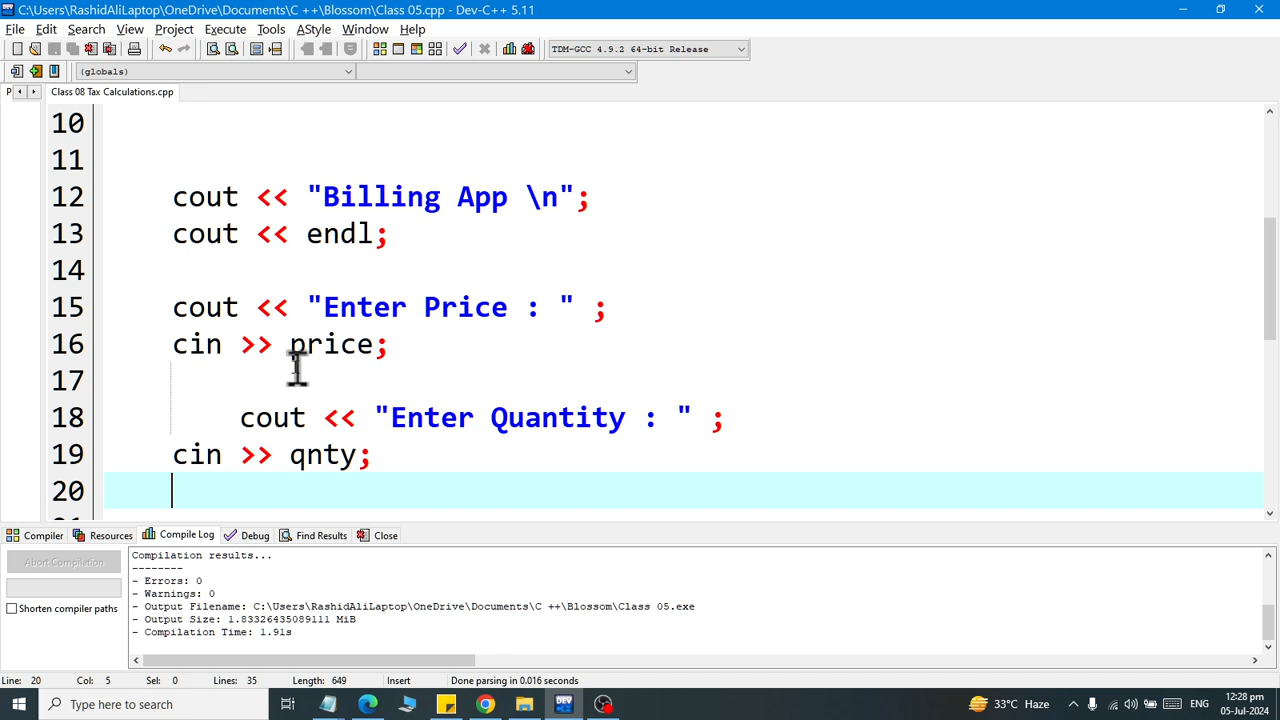 C:\Users\RashidAliLaptop\OneDrive\Documents\C ++\Blossom\Class 05.cpp - Dev-C++ 5.11
File Edit Search View Project Execute Tools AStyle Window Help
TDM-GCC 4.9.2 64-bit Release
(globals)
P Class 08 Tax Calculations.cpp
10
11
12 cout << "Billing App \n";
13 cout << endl;
14
15 cout << "Enter Price : " ;
16 cin >> price;
17
18 cout << "Enter Quantity : " ;
19 cin >> qnty;
20
Compiler Resources Compile Log Debug Find Results Close
Abort Compilation
Shorten compiler paths
Compilation results...
--------
- Errors: 0
- Warnings: 0
- Output Filename: C:\Users\RashidAliLaptop\OneDrive\Documents\C ++\Blossom\Class 05.exe
- Output Size: 1.83326435089111 MiB
- Compilation Time: 1.91s
Line: 20 Col: 5 Sel: 0 Lines: 35 Length: 649 Insert Done parsing in 0.016 seconds
Type here to search
DEV
33°C Haze
ENG
12:28 pm
05-Jul-2024